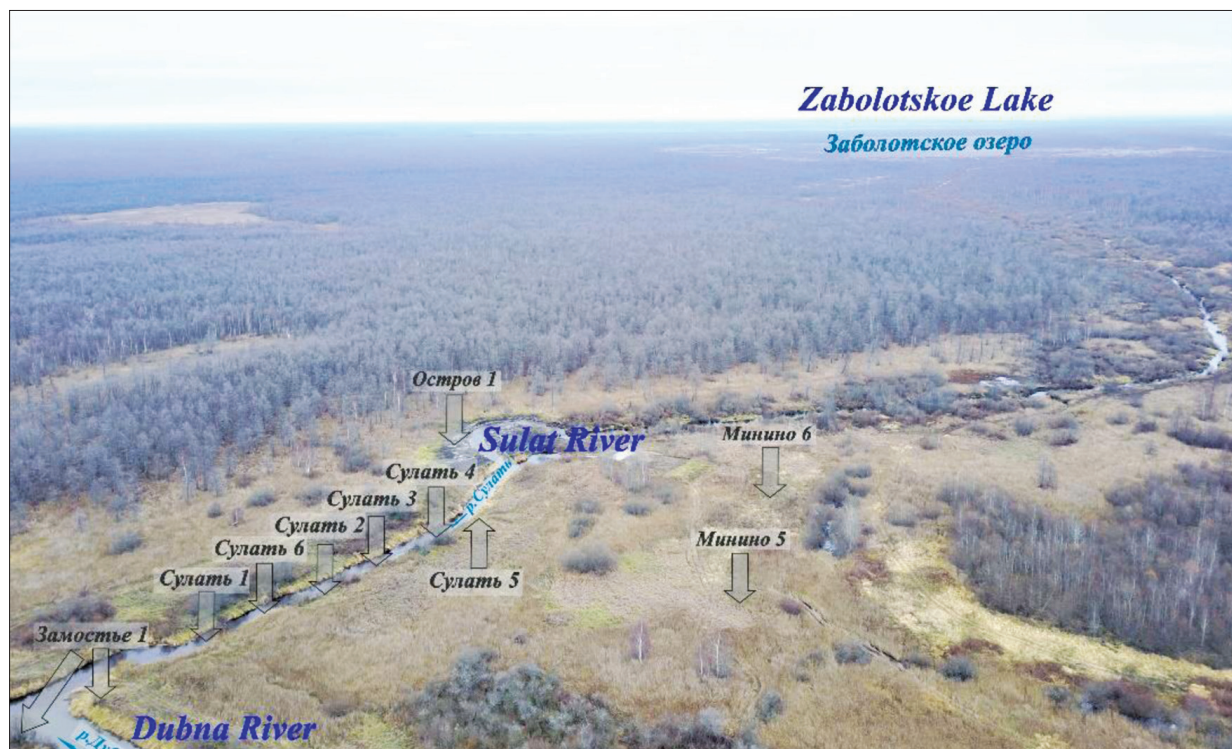 Zabolotskoe Lake
Заболотское озеро
Остров 1
Sulat River
Минино 6
Сулать 4
р.Сулать
Сулать 3
Сулать 2
Минино 5
Сулать 6
Сулать 5
Сулать 1
Замостье 1
Dubna River